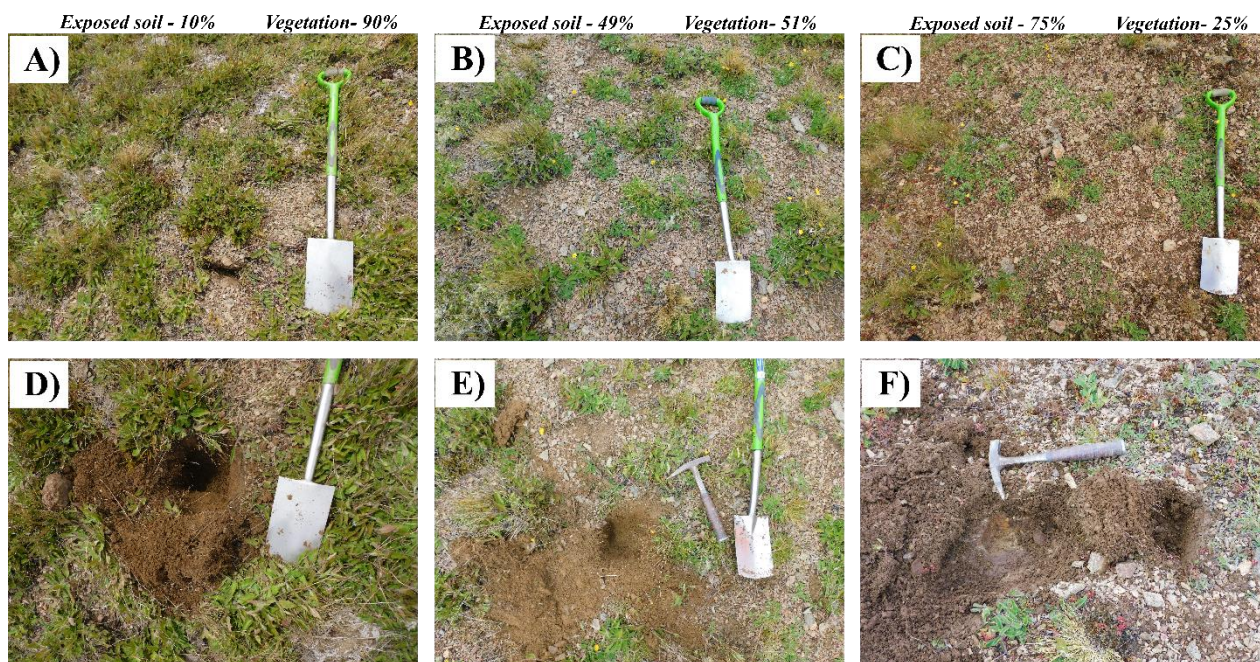 Exposed soil - 10% Vegetation- 90%
Exposed soil - 49% Vegetation- 51%
Exposed soil - 75% Vegetation- 25%
A)
B)
C)
D)
E)
F)